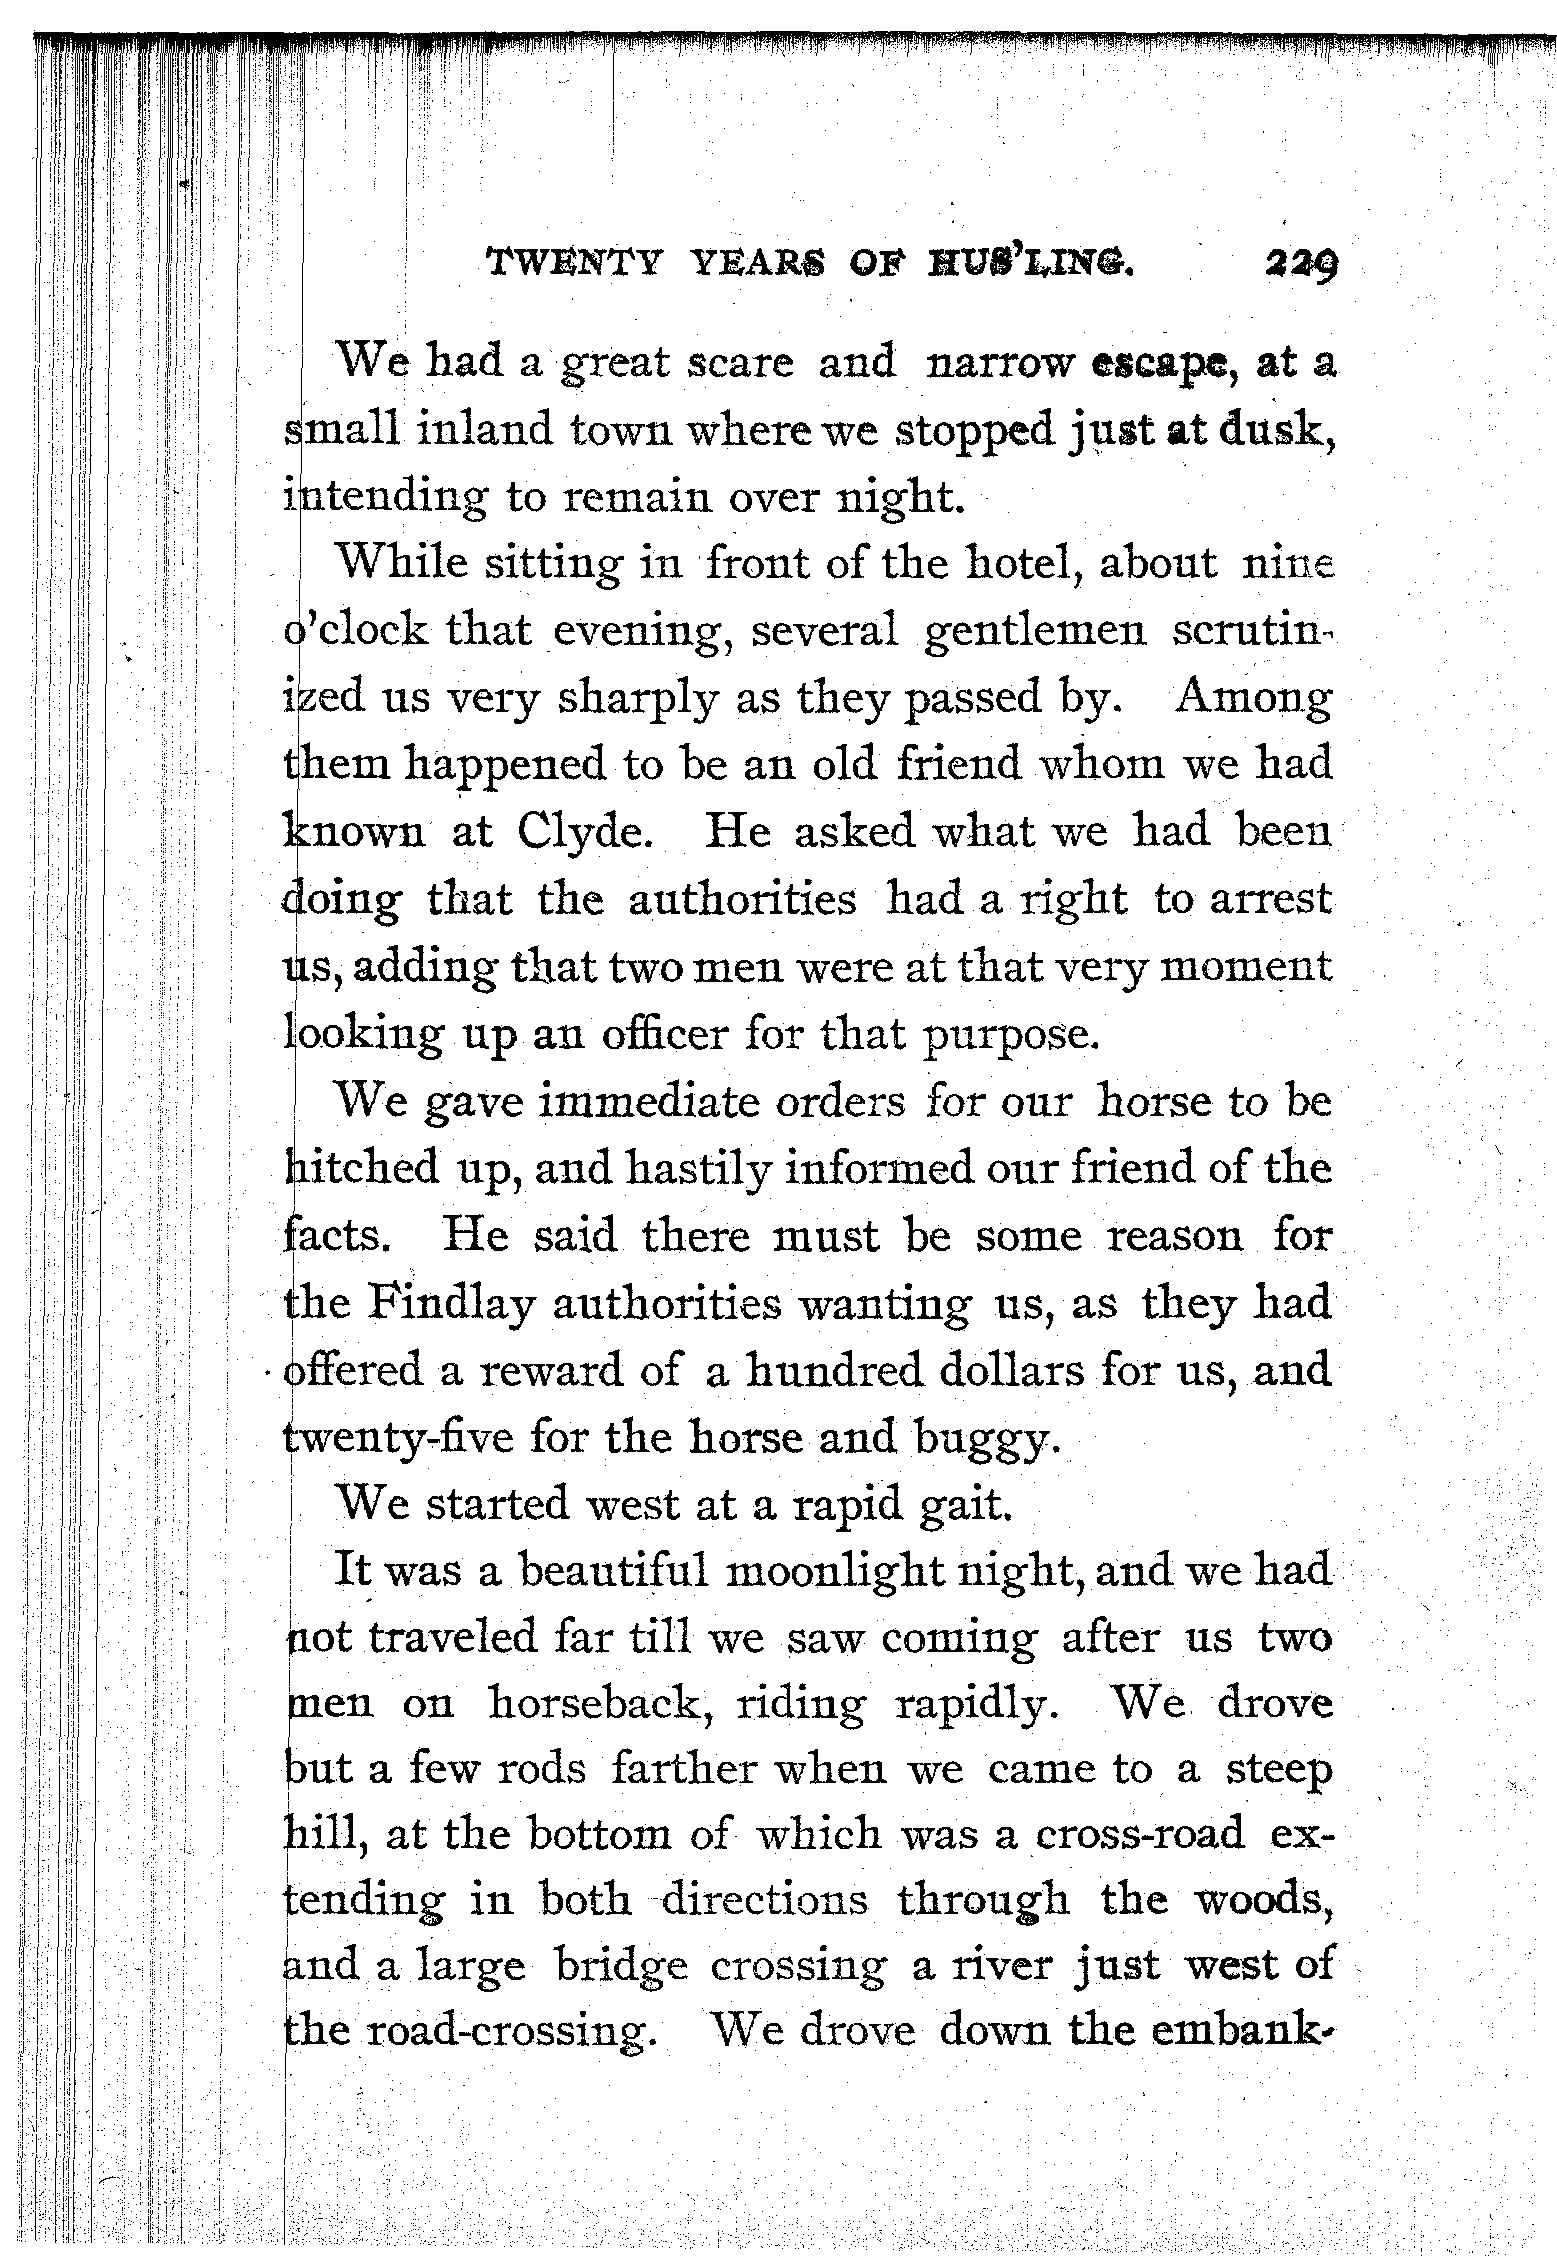 TWENTY YEARS OF HUS'LING. 229
We had a great scare and narrow escape, at a
small inland town where we stopped just at dusk,
intending to remain over night.
While sitting in front of the hotel, about nine
o'clock that evening, several gentlemen scrutin-
ized us very sharply as they passed by. Among
them happened to be an old friend whom we had
known at Clyde. He asked what we had been
doing that the authorities had a right to arrest
us, adding that two men were at that very moment
looking up an officer for that purpose.
We gave immediate orders for our horse to be
hitched up, and hastily informed our friend of the
facts. He said there must be some reason for
the Findlay authorities wanting us, as they had
offered a reward of a hundred dollars for us, and
twenty-five for the horse and buggy.
We started west at a rapid gait.
It was a beautiful moonlight night, and we had
not traveled far till we saw coming after us two
men on horseback, riding rapidly. We drove
but a few rods farther when we came to a steep
hill, at the bottom of which was a cross-road ex-
tending in both directions through the woods,
and a large bridge crossing a river just west of
the road-crossing. We drove down the embank-